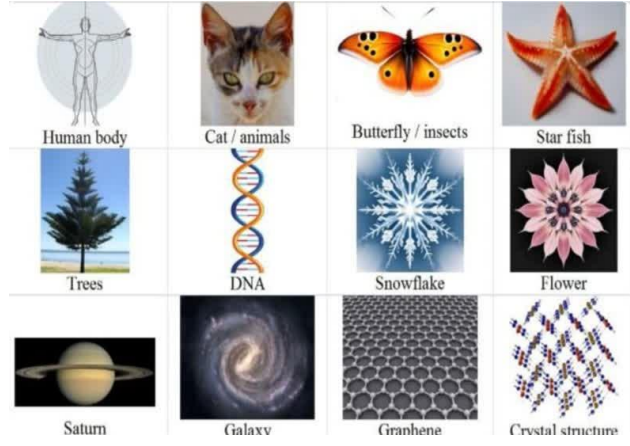 Human body
Cat / animals
Butterfly / insects
Star fish
Trees
DNA
Snowflake
Flower
Saturn
Galaxy
Graphene
Crystal structure